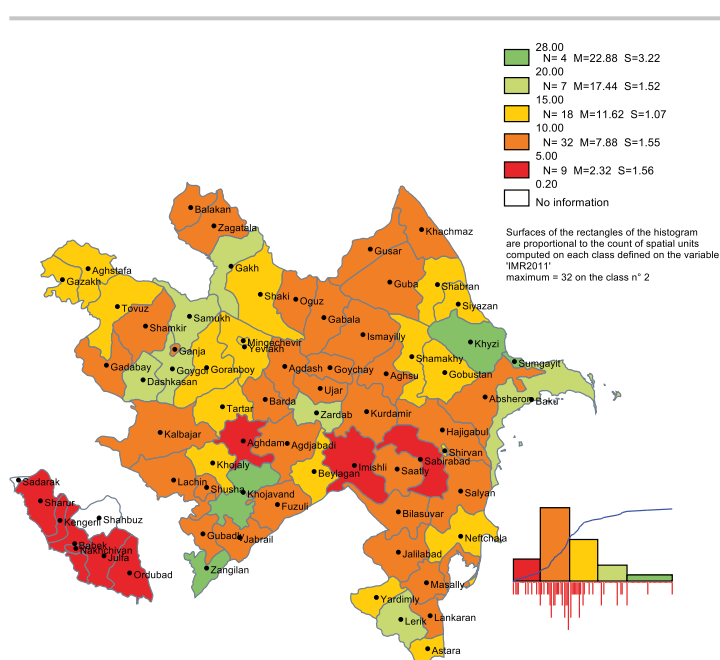 28.00
N= 4 M=22.88 S=3.22
20.00
N= 7 M=17.44 S=1.52
15.00
N= 18 M=11.62 S=1.07
10.00
N= 32 M=7.88 S=1.55
5.00
N= 9 M=2.32 S=1.56
0.20
No information
Surfaces of the rectangles of the histogram
are proportional to the count of spatial units
computed on each class defined on the variable
'IMR2011'
maximum = 32 on the class n° 2
Balakan
Zagatala
Khachmaz
Gusar
Gakh
Aghstafa
Gazakh
Guba
Shabran
Shaki
Oguz
Siyazan
Tovuz
Samukh
Gabala
Shamkir
Ismayilly
Khyzi
Mingechevir
Yevlakh
Ganja
Shamakhy
Sumgayit
Gadabay
Goygol
Goranboy
Agdash
Goychay
Aghsu
Gobustan
Dashkasan
Ujar
Absheron
Baku
Barda
Tartar
Zardab
Kurdamir
Kalbajar
Hajigabul
Aghdam
Agdjabadi
Shirvan
Khojaly
Sabirabad
Beylagan
Imishli
Saatly
Sadarak
Lachin
Shusha
Khojavand
Salyan
Sharur
Fuzuli
Kengerli
Shahbuz
Bilasuvar
Gubadly
Jabrail
Neftchala
Babek
Nakhchivan
Julfa
Jalilabad
Ordubad
Zangilan
Masally
Yardimly
Lerik
Lankaran
Astara